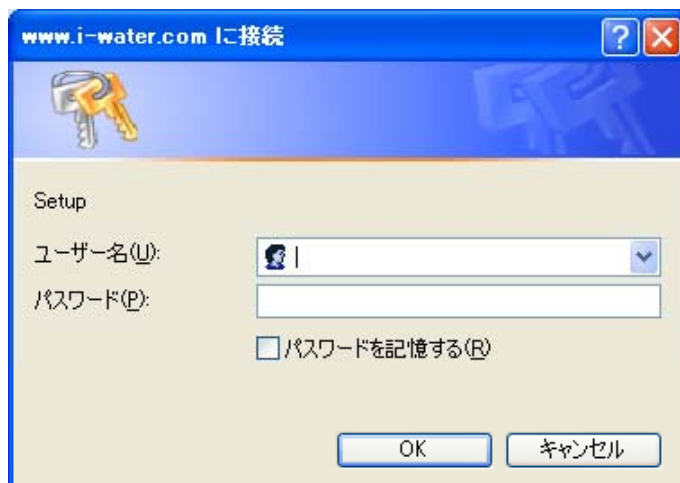 www.i-water.com に接続
Setup
ユーザー名(U):
パスワード(P):
パスワードを記憶する(R)
OK
キャンセル